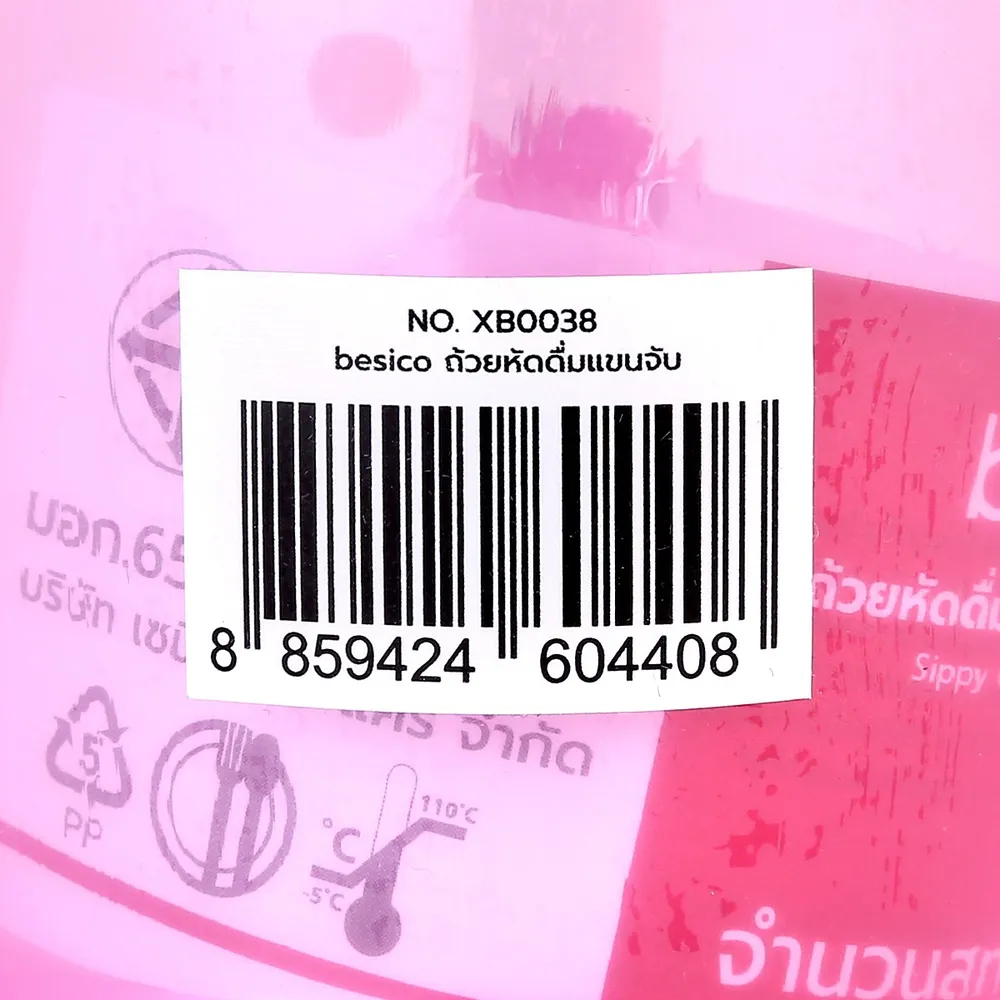 NO. XB0038
besico ถ้วยหัดดื่มแขนจับ
8 859424 604408
มอก.65
บริษัท
จำกัด
ถ้วยหัดดื่
Sippy
5
PP
110°C
°C
-5°C
จำนวน